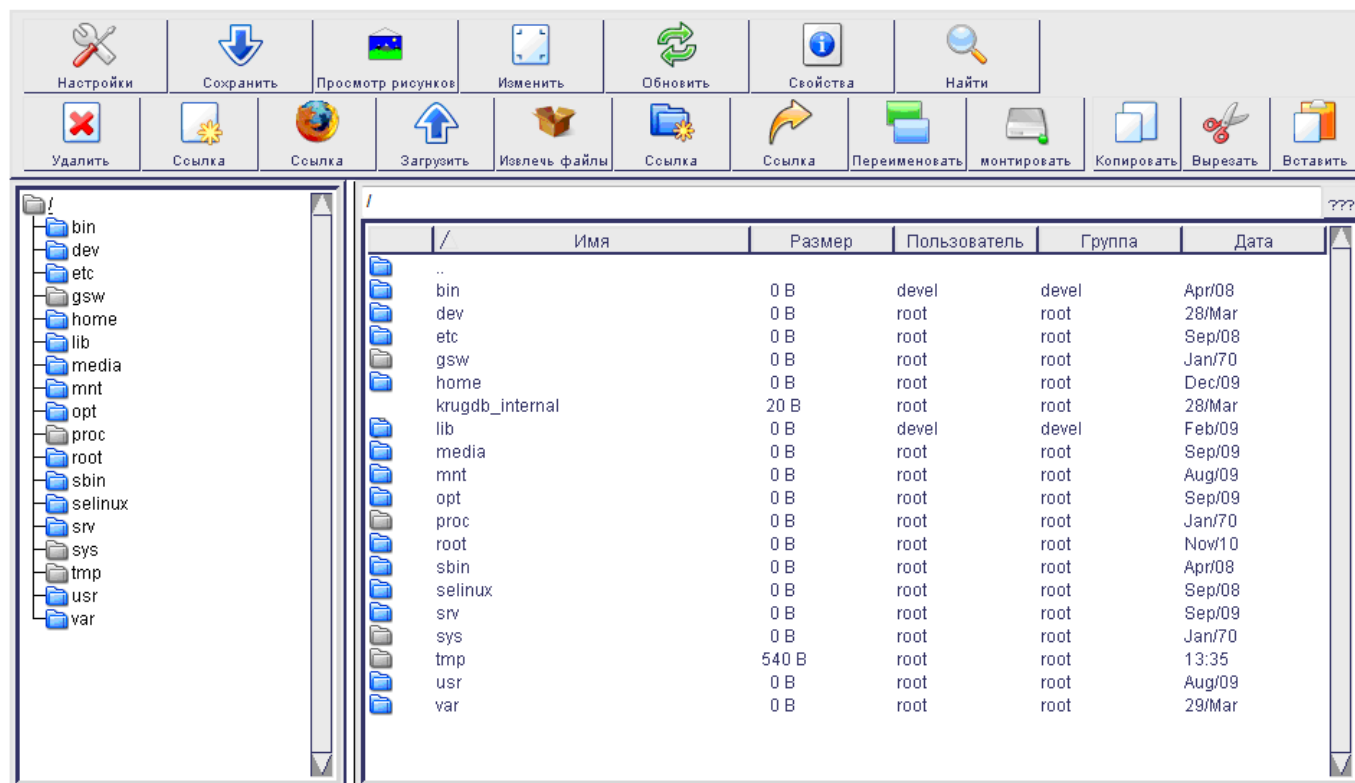 Настройки Сохранить Просмотр рисунков Изменить Обновить Свойства Найти
Удалить Ссылка Ссылка Загрузить Извлечь файлы Ссылка Ссылка Переименовать монтировать Копировать Вырезать Вставить
/
bin
dev
etc
gsw
home
lib
media
mnt
opt
proc
root
sbin
selinux
srv
sys
tmp
usr
var
/ ???
Имя Размер Пользователь Группа Дата
..
bin 0 B devel devel Apr/08
dev 0 B root root 28/Mar
etc 0 B root root Sep/08
gsw 0 B root root Jan/70
home 0 B root root Dec/09
krugdb_internal 20 B root root 28/Mar
lib 0 B devel devel Feb/09
media 0 B root root Sep/09
mnt 0 B root root Aug/09
opt 0 B root root Sep/09
proc 0 B root root Jan/70
root 0 B root root Nov/10
sbin 0 B root root Apr/08
selinux 0 B root root Sep/08
srv 0 B root root Sep/09
sys 0 B root root Jan/70
tmp 540 B root root 13:35
usr 0 B root root Aug/09
var 0 B root root 29/Mar